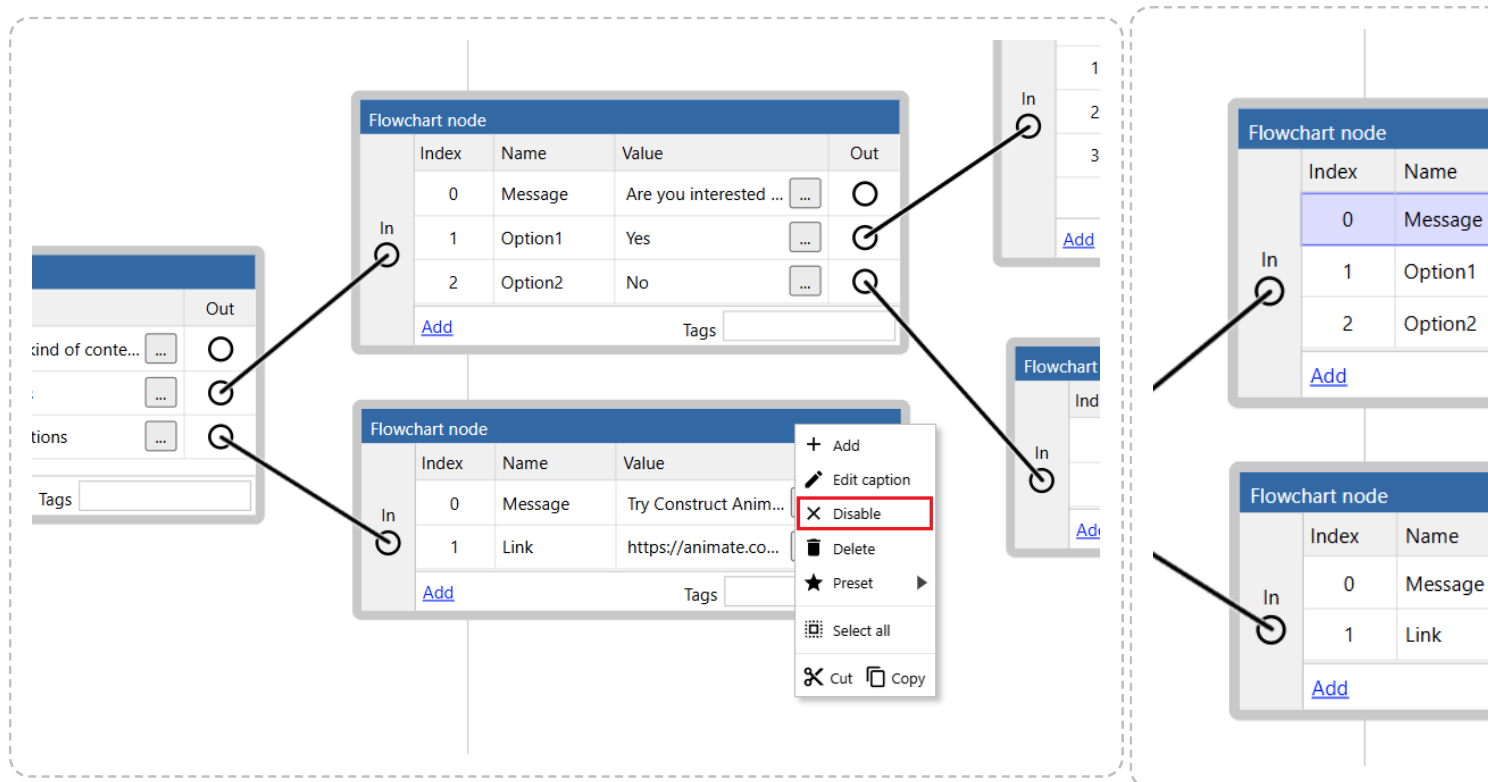 Out
kind of conte... ...
...
tions ...
Tags
Flowchart node
Index Name Value Out
In
0 Message Are you interested ... ...
1 Option1 Yes ...
2 Option2 No ...
Add Tags
Flowchart node
Index Name Value
In
0 Message Try Construct Anim...
1 Link https://animate.co...
Add Tags
Add
Edit caption
Disable
Delete
Preset
Select all
Cut Copy
In
1
2
3
Add
Flowchart
Ind
In
Add
Flowchart node
Index Name
In
0 Message
1 Option1
2 Option2
Add
Flowchart node
Index Name
In
0 Message
1 Link
Add